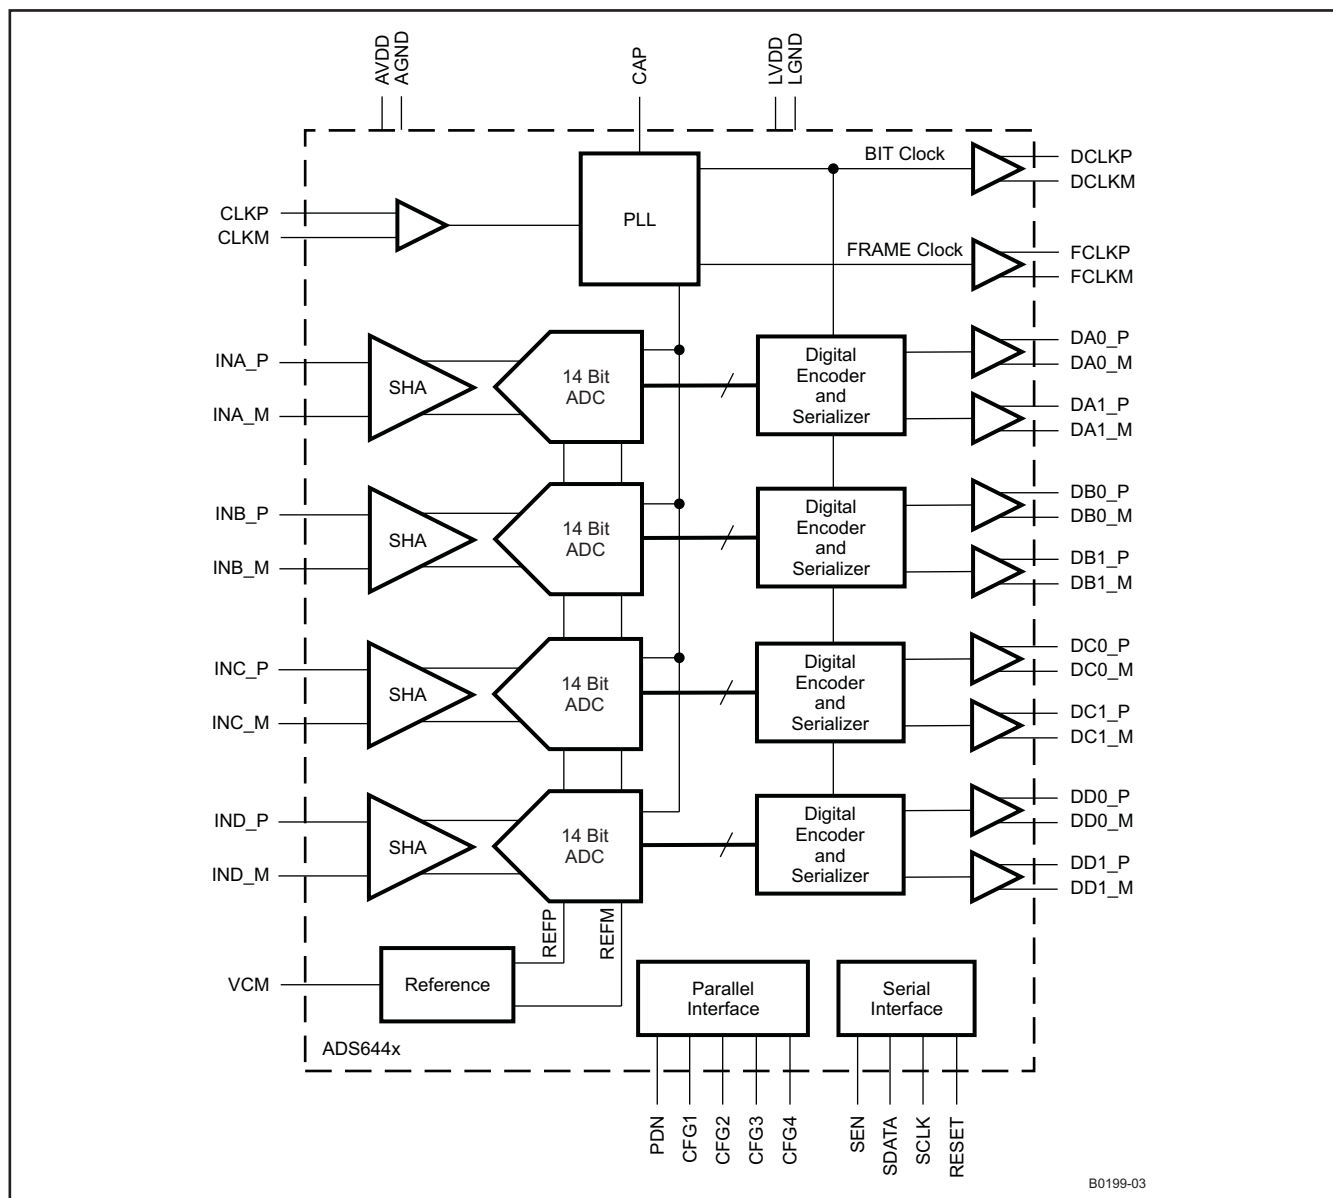 AVDD
AGND
CAP
LVDD
LGND
CLKP
CLKM
PLL
BIT Clock
DCLKP
DCLKM
FRAME Clock
FCLKP
FCLKM
INA_P
INA_M
SHA
14 Bit
ADC
Digital
Encoder
and
Serializer
DA0_P
DA0_M
DA1_P
DA1_M
INB_P
INB_M
SHA
14 Bit
ADC
Digital
Encoder
and
Serializer
DB0_P
DB0_M
DB1_P
DB1_M
INC_P
INC_M
SHA
14 Bit
ADC
Digital
Encoder
and
Serializer
DC0_P
DC0_M
DC1_P
DC1_M
IND_P
IND_M
SHA
14 Bit
ADC
Digital
Encoder
and
Serializer
DD0_P
DD0_M
DD1_P
DD1_M
REFP
REFM
VCM
Reference
Parallel
Interface
Serial
Interface
ADS644x
PDN
CFG1
CFG2
CFG3
CFG4
SEN
SDATA
SCLK
RESET
B0199-03